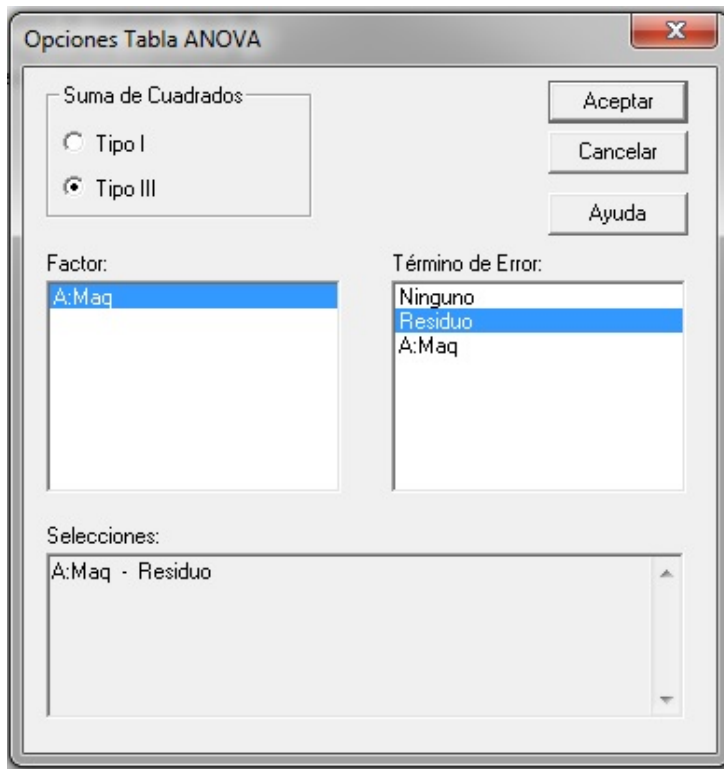 Opciones Tabla ANOVA
Suma de Cuadrados
Tipo I
Tipo III
Aceptar
Cancelar
Ayuda
Factor:
A:Maq
Término de Error:
Ninguno
Residuo
A:Maq
Selecciones:
A:Maq - Residuo